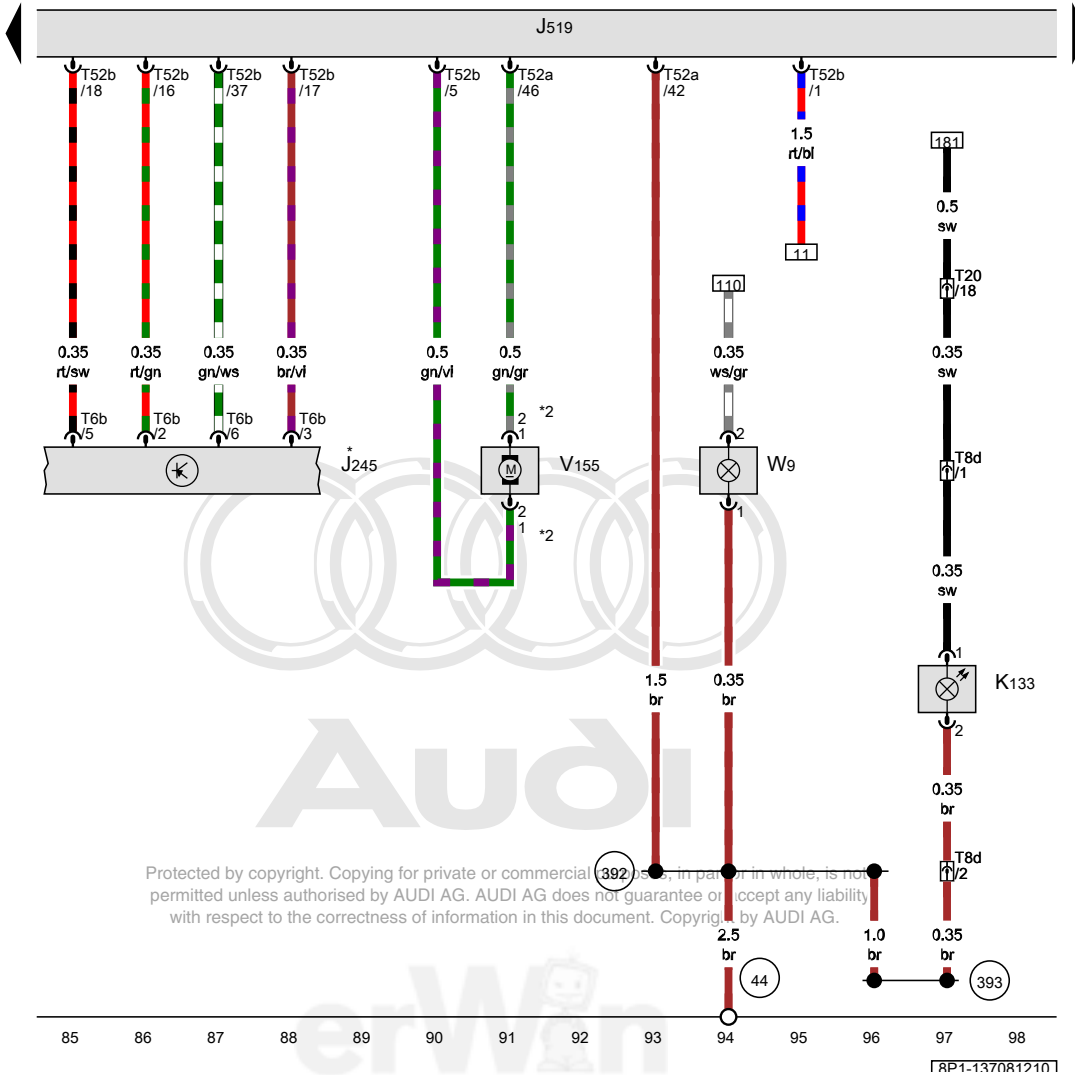 J519
T52b /18
T52b /16
T52b /37
T52b /17
T52b /5
T52a /46
T52a /42
T52b /1
1.5 rt/bl
181
0.5 sw
11
T20 /18
110
0.35 rt/sw
0.35 rt/gn
0.35 gn/ws
0.35 br/vi
0.5 gn/vi
0.5 gn/gr
0.35 ws/gr
0.35 sw
T6b /5
T6b /2
T6b /6
T6b /3
2 1
*2
2
* J245
M
V155
W9
T8d /1
2 1
*2
1
0.35 sw
1
K133
2
1.5 br
0.35 br
Audi
0.35 br
T8d /2
392
Protected by copyright. Copying for private or commercial purposes, in part or in whole, is not
permitted unless authorised by AUDI AG. AUDI AG does not guarantee or accept any liability
with respect to the correctness of information in this document. Copyright by AUDI AG.
2.5 br
1.0 br
0.35 br
44
393
erWin
85 86 87 88 89 90 91 92 93 94 95 96 97 98
8P1-137081210